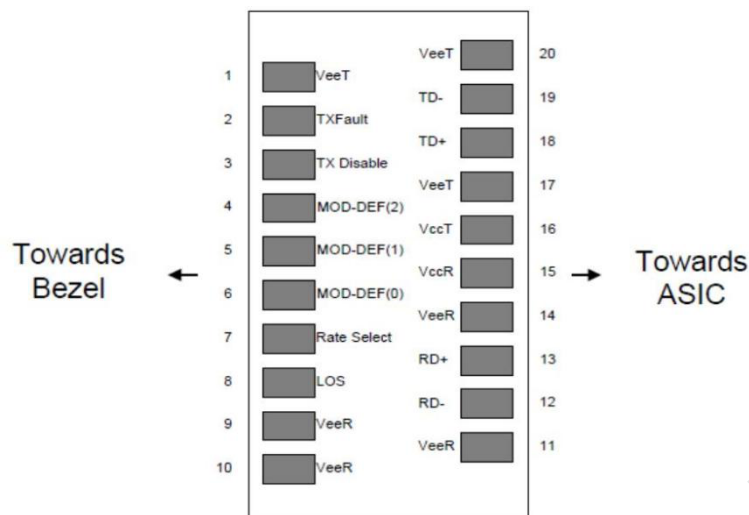 VeeT 20
1 VeeT
TD- 19
2 TXFault
TD+ 18
3 TX Disable
VeeT 17
4 MOD-DEF(2)
VccT 16
5 MOD-DEF(1)
Towards
Bezel
VccR 15
Towards
ASIC
6 MOD-DEF(0)
VeeR 14
7 Rate Select
RD+ 13
8 LOS
RD- 12
9 VeeR
VeeR 11
10 VeeR